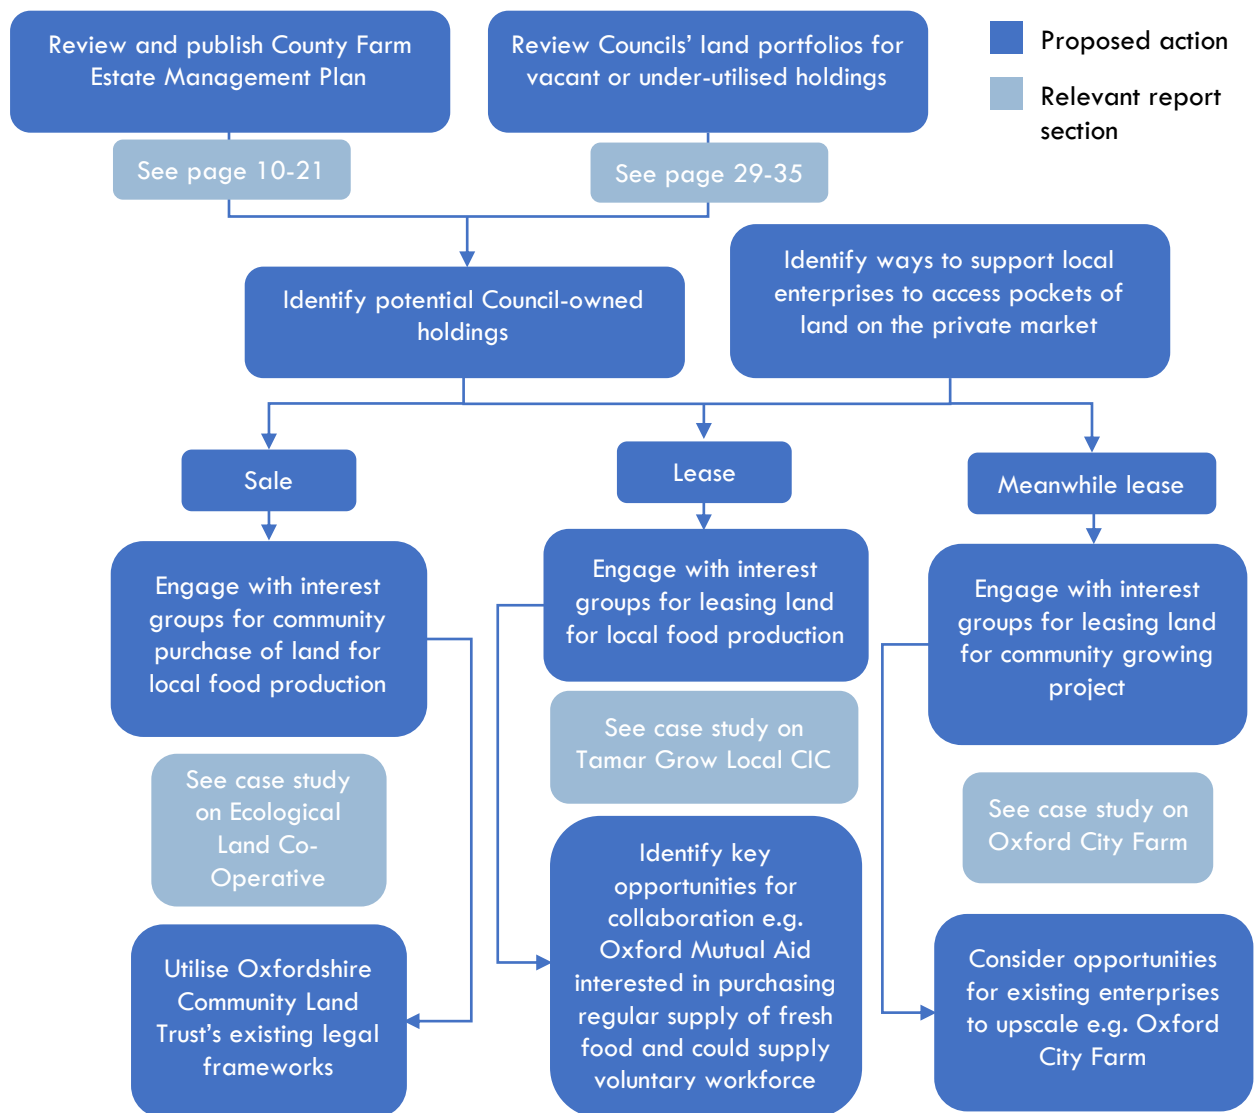 Review and publish County Farm
Estate Management Plan
Review Councils' land portfolios for
vacant or under-utilised holdings
Proposed action
Relevant report
section
See page 10-21
See page 29-35
Identify potential Council-owned
holdings
Identify ways to support local
enterprises to access pockets of
land on the private market
Sale
Lease
Meanwhile lease
Engage with interest
groups for community
purchase of land for
local food production
Engage with interest
groups for leasing land
for local food production
Engage with interest
groups for leasing land
for community growing
project
See case study
on Ecological
Land Co-
Operative
See case study on
Tamar Grow Local CIC
See case study on
Oxford City Farm
Utilise Oxfordshire
Community Land
Trust's existing legal
frameworks
Identify key
opportunities for
collaboration e.g.
Oxford Mutual Aid
interested in purchasing
regular supply of fresh
food and could supply
voluntary workforce
Consider opportunities
for existing enterprises
to upscale e.g. Oxford
City Farm